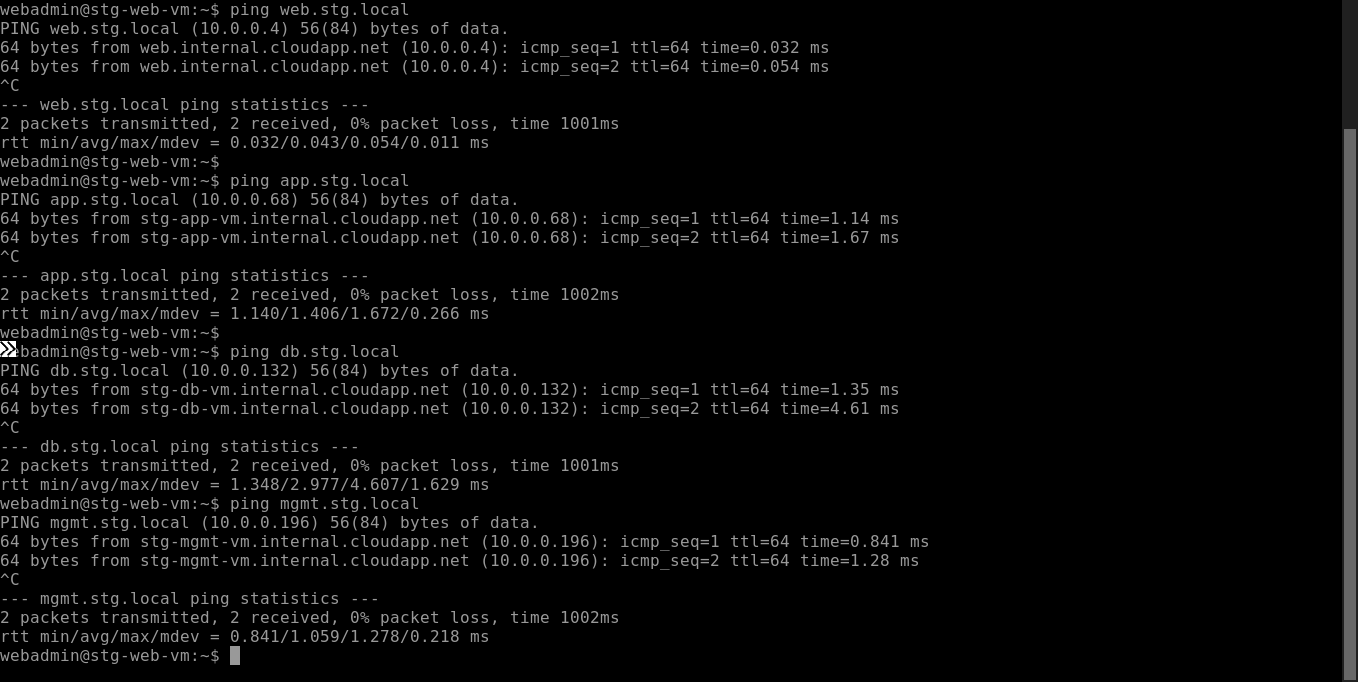 webadmin@stg-web-vm:~$ ping web.stg.local
PING web.stg.local (10.0.0.4) 56(84) bytes of data.
64 bytes from web.internal.cloudapp.net (10.0.0.4): icmp_seq=1 ttl=64 time=0.032 ms
64 bytes from web.internal.cloudapp.net (10.0.0.4): icmp_seq=2 ttl=64 time=0.054 ms
^C
--- web.stg.local ping statistics ---
2 packets transmitted, 2 received, 0% packet loss, time 1001ms
rtt min/avg/max/mdev = 0.032/0.043/0.054/0.011 ms
webadmin@stg-web-vm:~$
webadmin@stg-web-vm:~$ ping app.stg.local
PING app.stg.local (10.0.0.68) 56(84) bytes of data.
64 bytes from stg-app-vm.internal.cloudapp.net (10.0.0.68): icmp_seq=1 ttl=64 time=1.14 ms
64 bytes from stg-app-vm.internal.cloudapp.net (10.0.0.68): icmp_seq=2 ttl=64 time=1.67 ms
^C
--- app.stg.local ping statistics ---
2 packets transmitted, 2 received, 0% packet loss, time 1002ms
rtt min/avg/max/mdev = 1.140/1.406/1.672/0.266 ms
webadmin@stg-web-vm:~$
webadmin@stg-web-vm:~$ ping db.stg.local
PING db.stg.local (10.0.0.132) 56(84) bytes of data.
64 bytes from stg-db-vm.internal.cloudapp.net (10.0.0.132): icmp_seq=1 ttl=64 time=1.35 ms
64 bytes from stg-db-vm.internal.cloudapp.net (10.0.0.132): icmp_seq=2 ttl=64 time=4.61 ms
^C
--- db.stg.local ping statistics ---
2 packets transmitted, 2 received, 0% packet loss, time 1001ms
rtt min/avg/max/mdev = 1.348/2.977/4.607/1.629 ms
webadmin@stg-web-vm:~$ ping mgmt.stg.local
PING mgmt.stg.local (10.0.0.196) 56(84) bytes of data.
64 bytes from stg-mgmt-vm.internal.cloudapp.net (10.0.0.196): icmp_seq=1 ttl=64 time=0.841 ms
64 bytes from stg-mgmt-vm.internal.cloudapp.net (10.0.0.196): icmp_seq=2 ttl=64 time=1.28 ms
^C
--- mgmt.stg.local ping statistics ---
2 packets transmitted, 2 received, 0% packet loss, time 1002ms
rtt min/avg/max/mdev = 0.841/1.059/1.278/0.218 ms
webadmin@stg-web-vm:~$